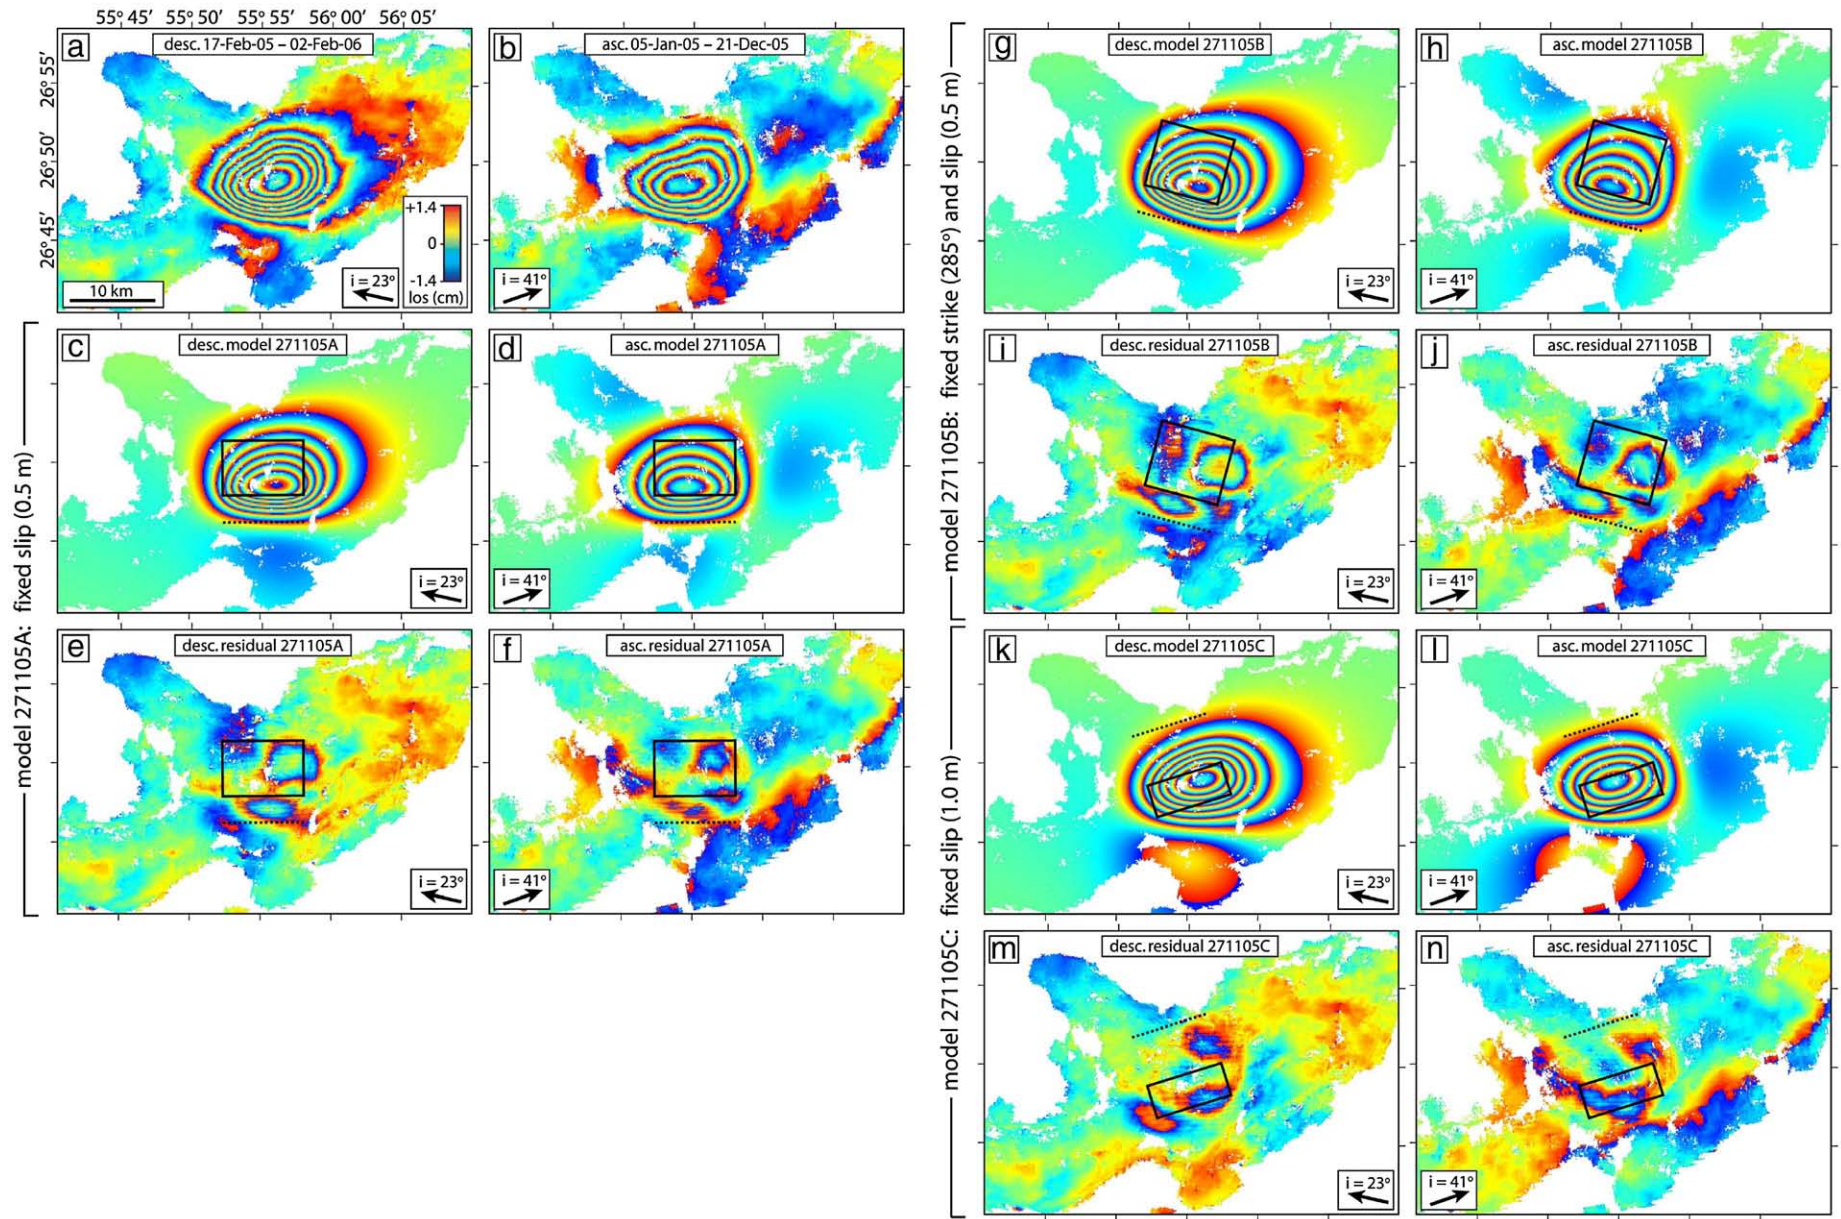 55° 45′ 55° 50′ 55° 55′ 56° 00′ 56° 05′
26° 55′
26° 50′
26° 45′
a
desc. 17-Feb-05 – 02-Feb-06
+1.4
0
-1.4
los (cm)
10 km
i = 23°
b
asc. 05-Jan-05 – 21-Dec-05
i = 41°
model 271105A: fixed slip (0.5 m)
c
desc. model 271105A
i = 23°
d
asc. model 271105A
i = 41°
e
desc. residual 271105A
i = 23°
f
asc. residual 271105A
i = 41°
model 271105B: fixed strike (285°) and slip (0.5 m)
g
desc. model 271105B
i = 23°
h
asc. model 271105B
i = 41°
i
desc. residual 271105B
i = 23°
j
asc. residual 271105B
i = 41°
model 271105C: fixed slip (1.0 m)
k
desc. model 271105C
i = 23°
l
asc. model 271105C
i = 41°
m
desc. residual 271105C
i = 23°
n
asc. residual 271105C
i = 41°